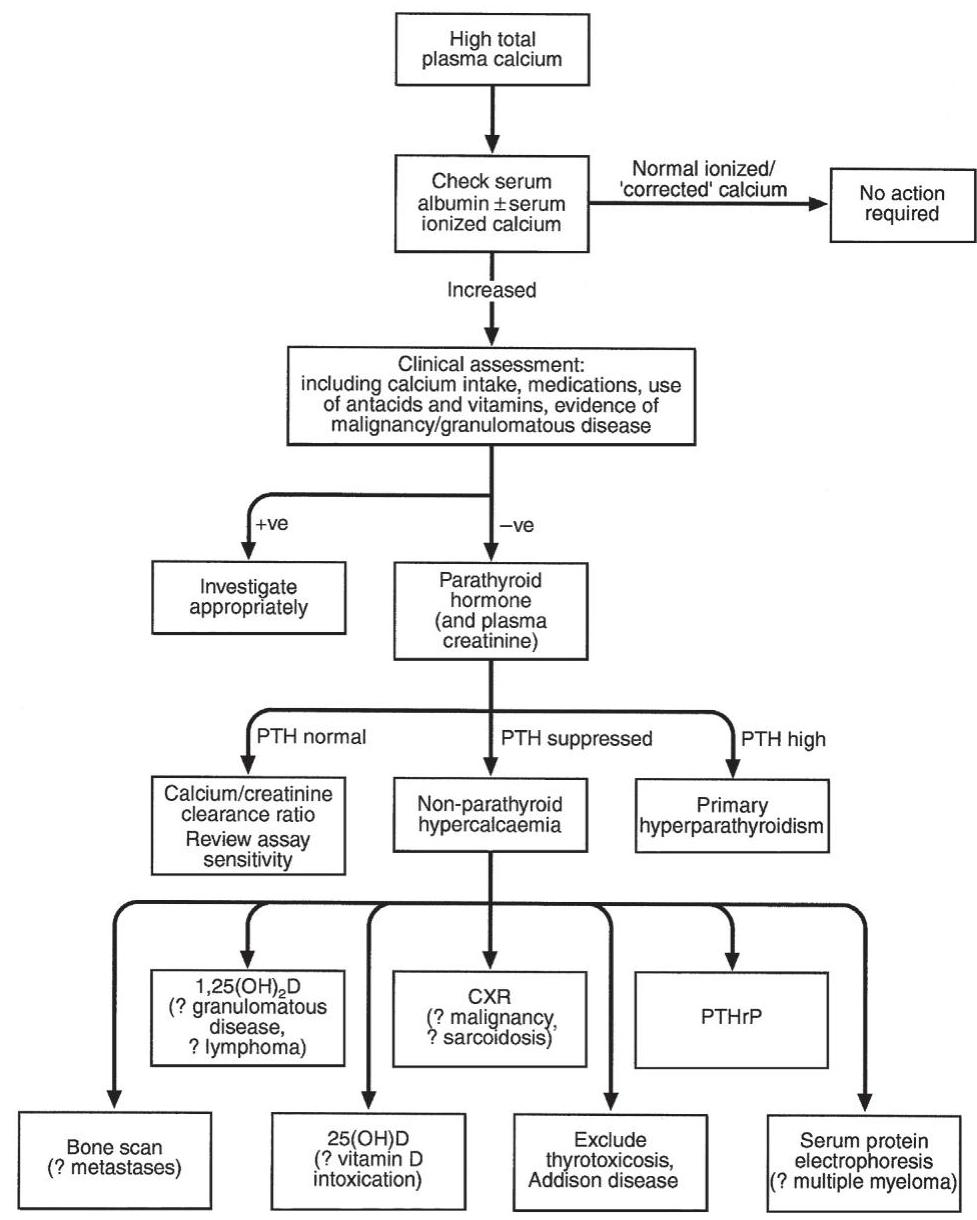 High total
plasma calcium
Check serum
albumin ± serum
ionized calcium
Normal ionized/
'corrected' calcium
No action
required
Increased
Clinical assessment:
including calcium intake, medications, use
of antacids and vitamins, evidence of
malignancy/granulomatous disease
+ve
–ve
Investigate
appropriately
Parathyroid
hormone
(and plasma
creatinine)
PTH normal
PTH suppressed
PTH high
Calcium/creatinine
clearance ratio
Review assay
sensitivity
Non-parathyroid
hypercalcaemia
Primary
hyperparathyroidism
1,25(OH)₂D
(? granulomatous
disease,
? lymphoma)
CXR
(? malignancy,
? sarcoidosis)
PTHrP
Bone scan
(? metastases)
25(OH)D
(? vitamin D
intoxication)
Exclude
thyrotoxicosis,
Addison disease
Serum protein
electrophoresis
(? multiple myeloma)